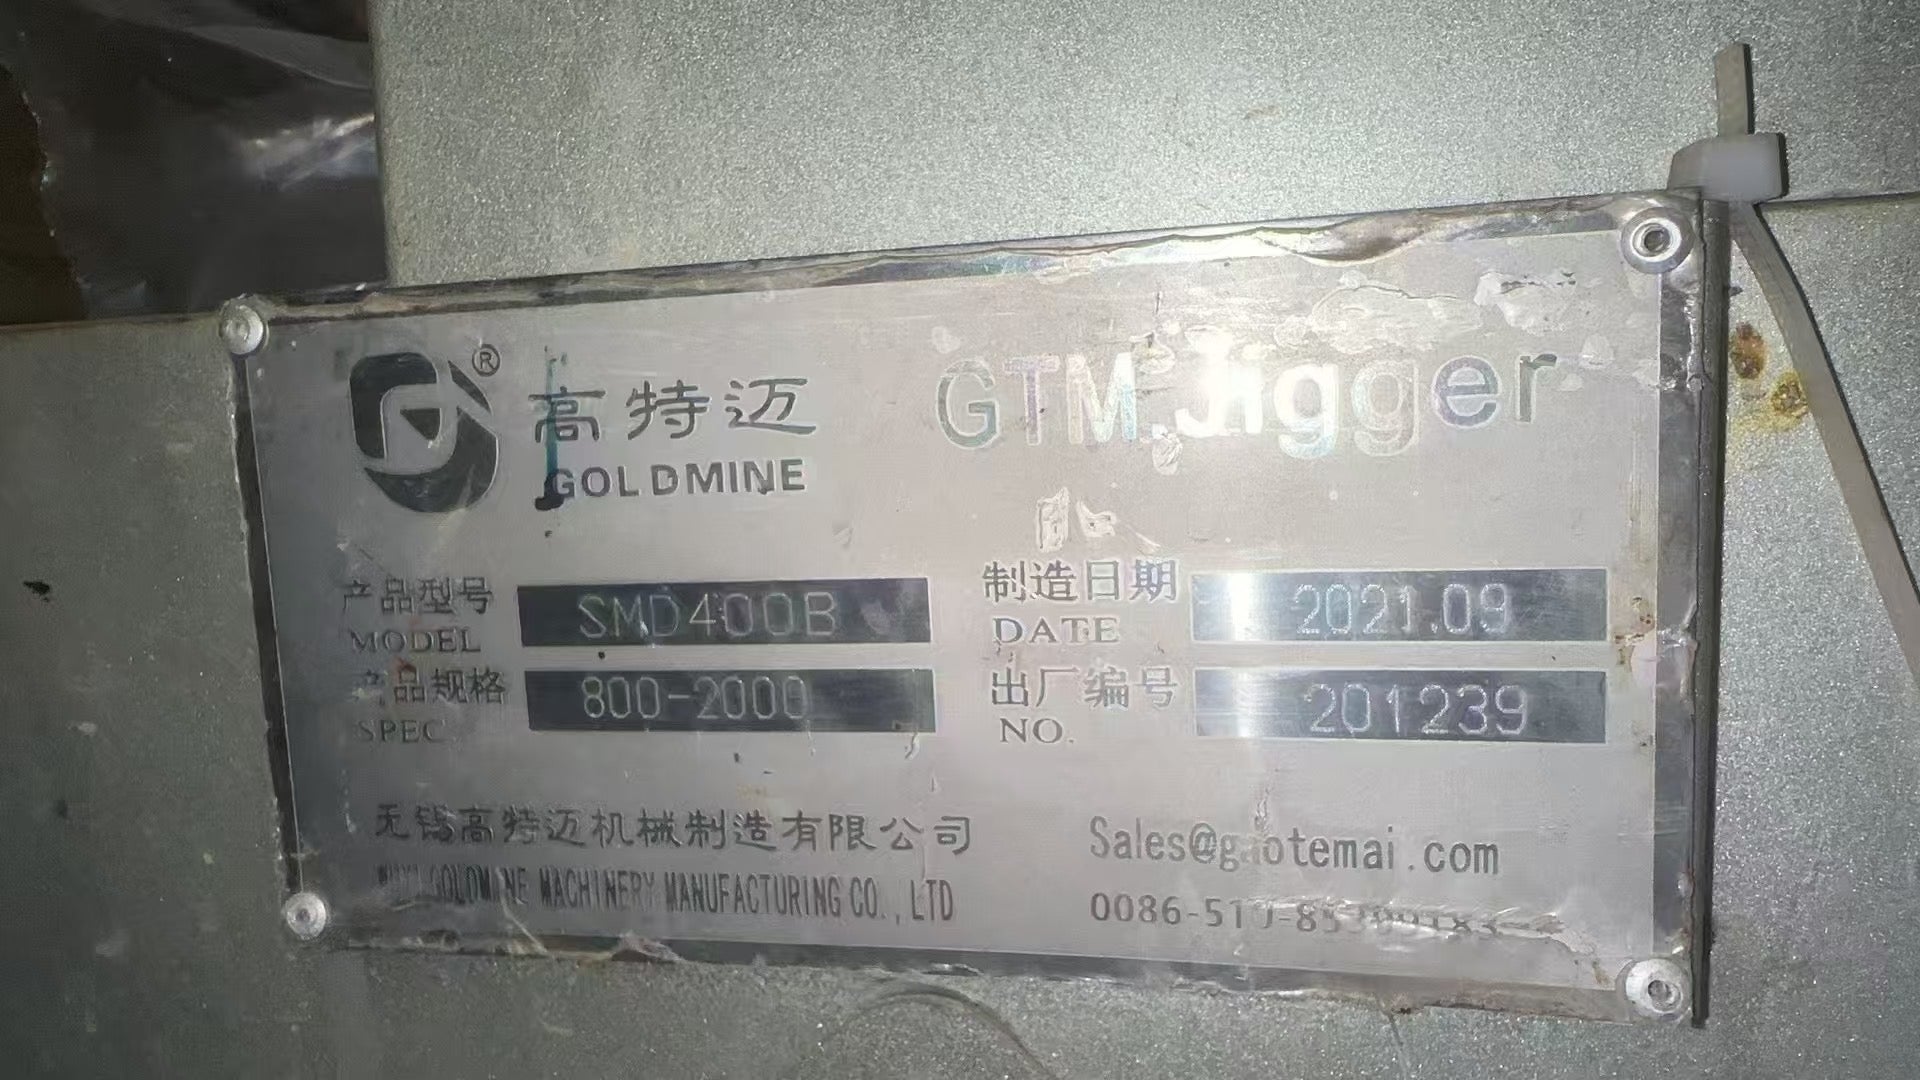 ®
高特迈
GOLDMINE
GTM Jigger
产品型号 SMD400B
MODEL
制造日期 2021.09
DATE
产品规格 800-2000
SPEC
出厂编号 201239
NO.
无锡高特迈机械制造有限公司
WUXI GOLDMINE MACHINERY MANUFACTURING CO.,LTD
Sales@gaotemai.com